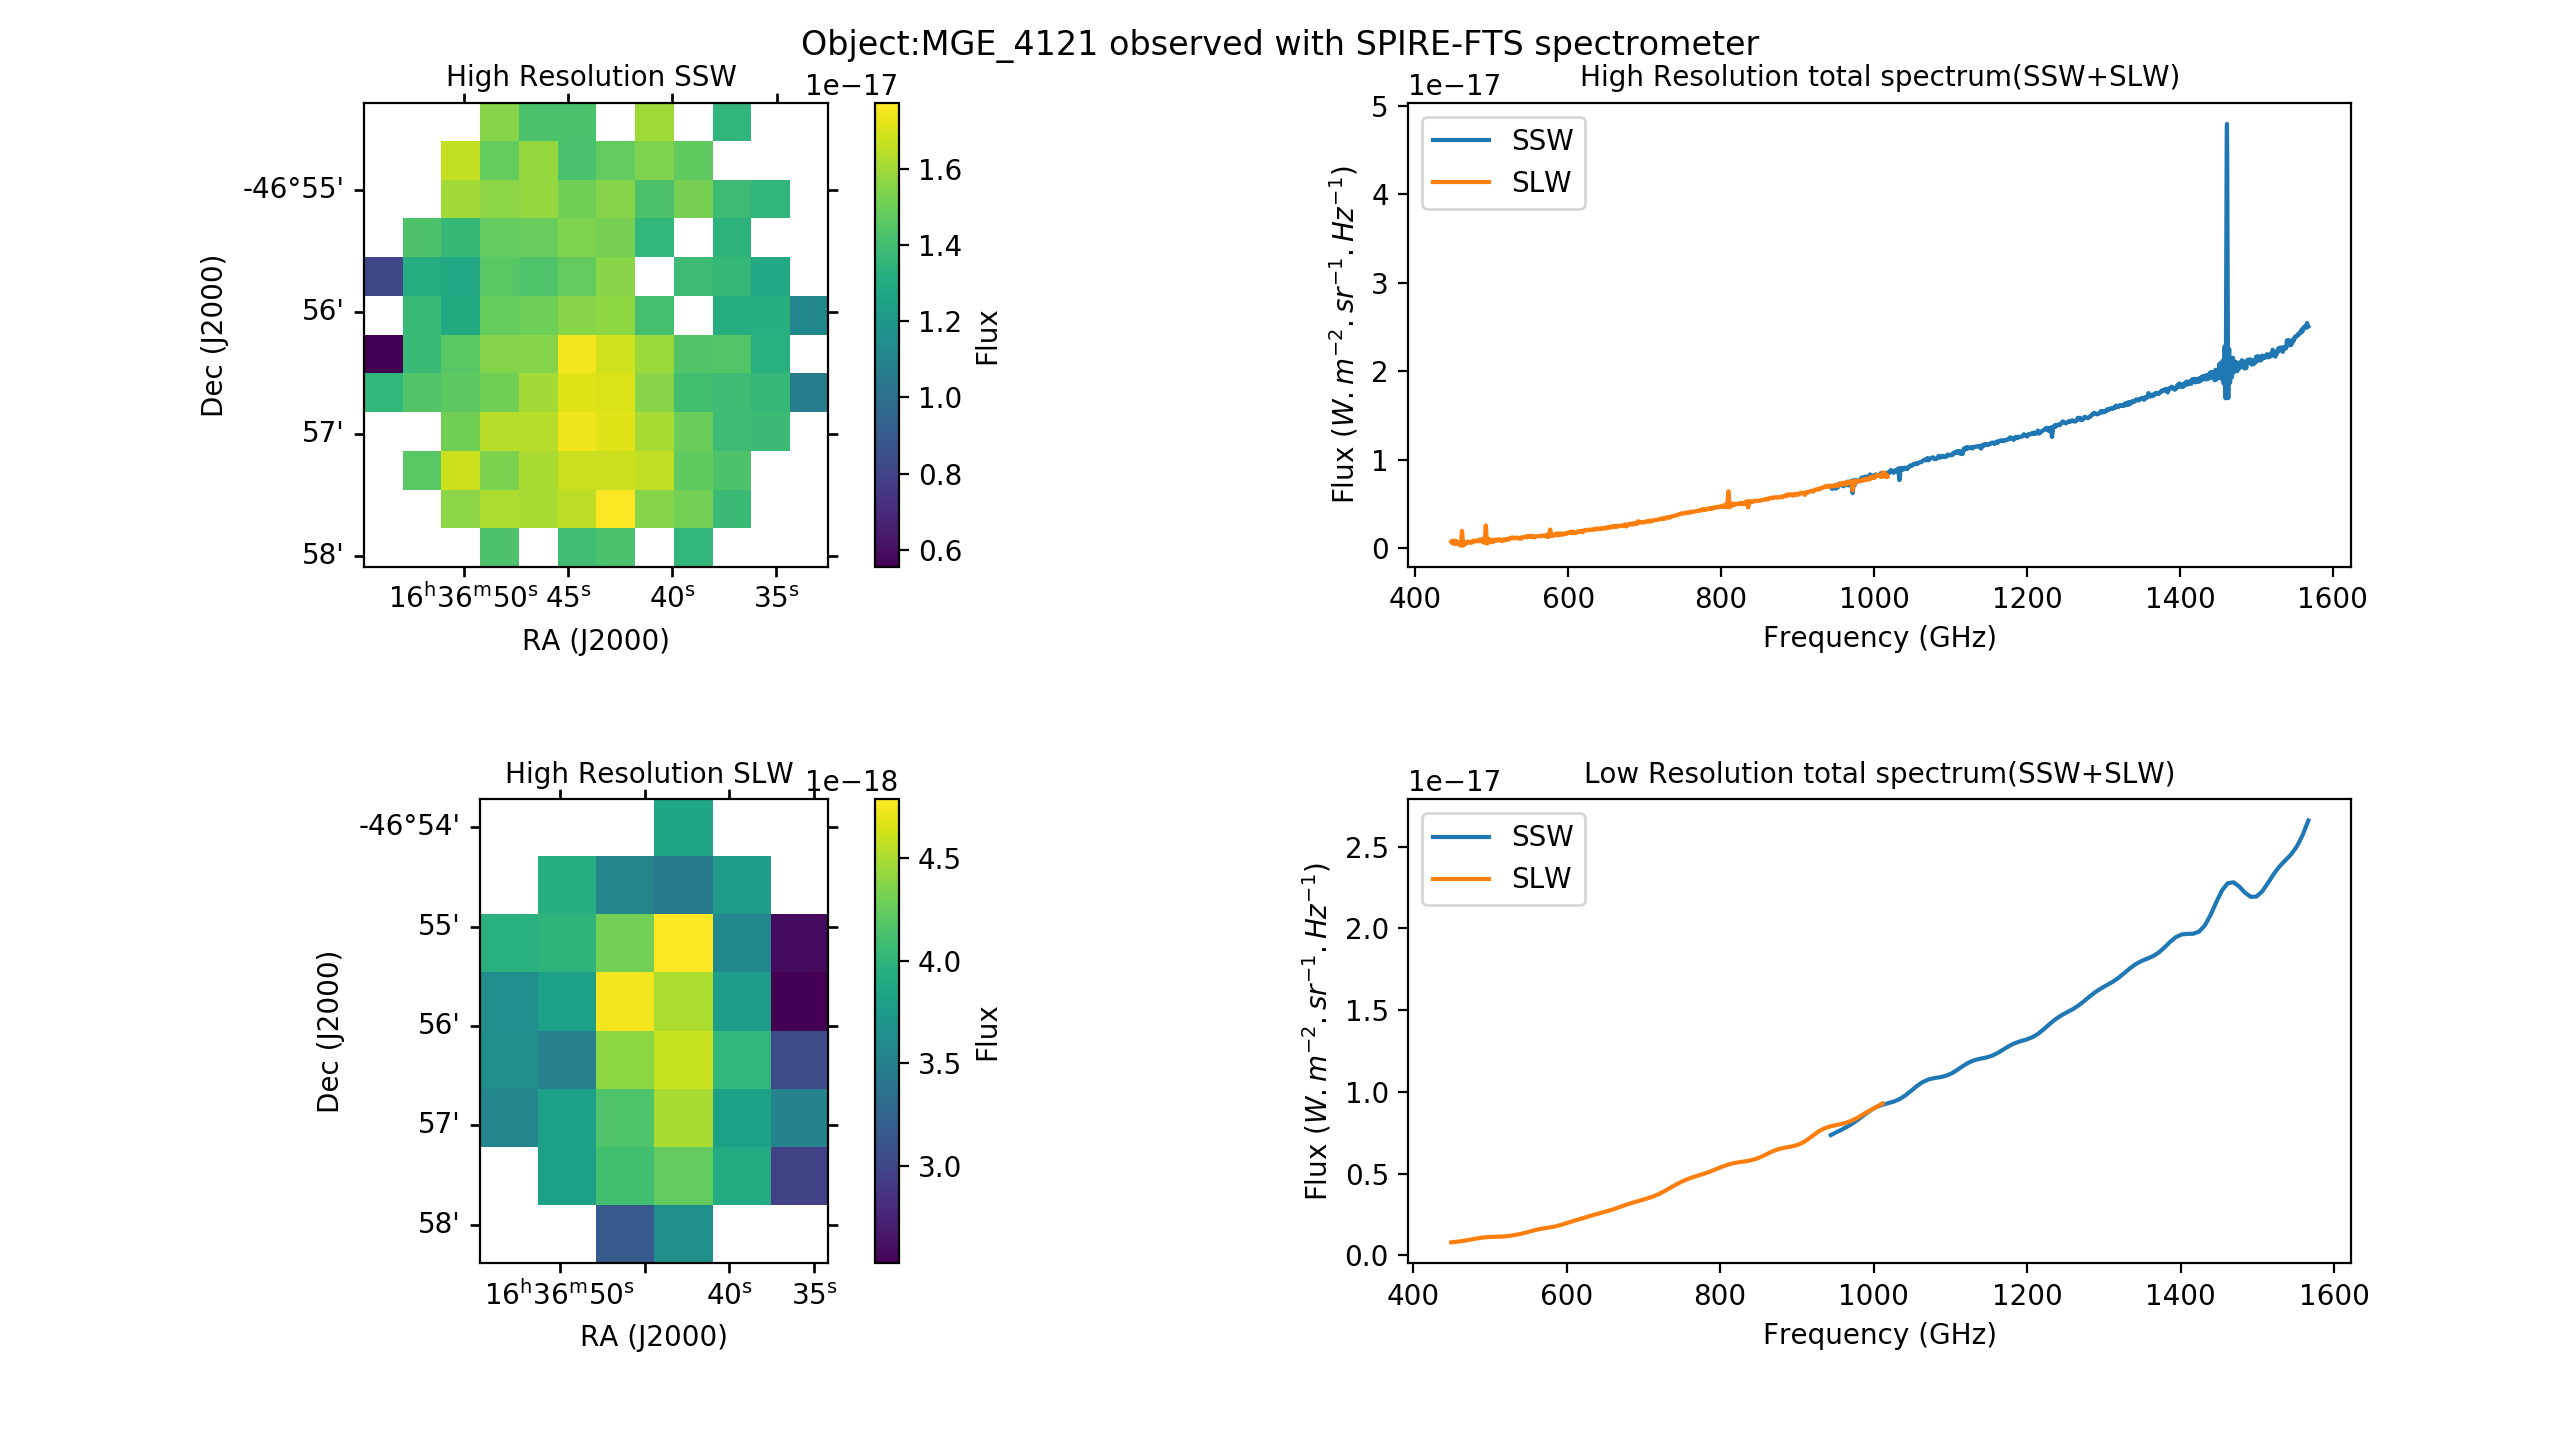 Object:MGE_4121 observed with SPIRE-FTS spectrometer
High Resolution SSW
1e−17
-46°55'
56'
57'
58'
Dec (J2000)
16h36m50s 45s 40s 35s
RA (J2000)
1.6
1.4
1.2
1.0
0.8
0.6
Flux
High Resolution total spectrum(SSW+SLW)
1e−17
SSW
SLW
5
4
3
2
1
0
Flux (W.m−2.sr−1.Hz−1)
400 600 800 1000 1200 1400 1600
Frequency (GHz)
High Resolution SLW
1e−18
-46°54'
55'
56'
57'
58'
Dec (J2000)
16h36m50s 40s 35s
RA (J2000)
4.5
4.0
3.5
3.0
Flux
Low Resolution total spectrum(SSW+SLW)
1e−17
SSW
SLW
2.5
2.0
1.5
1.0
0.5
0.0
Flux (W.m−2.sr−1.Hz−1)
400 600 800 1000 1200 1400 1600
Frequency (GHz)